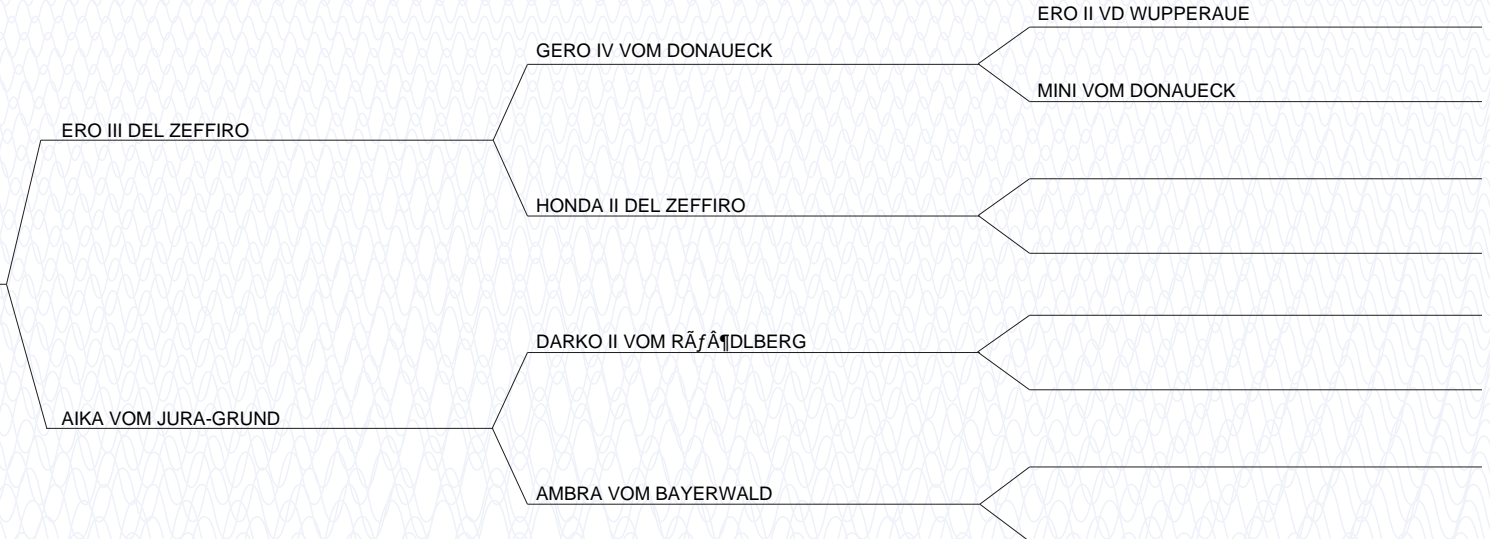 ERO II VD WUPPERAUE
GERO IV VOM DONAUECK
MINI VOM DONAUECK
ERO III DEL ZEFFIRO
HONDA II DEL ZEFFIRO
DARKO II VOM RÃƒÂ¶DLBERG
AIKA VOM JURA-GRUND
AMBRA VOM BAYERWALD